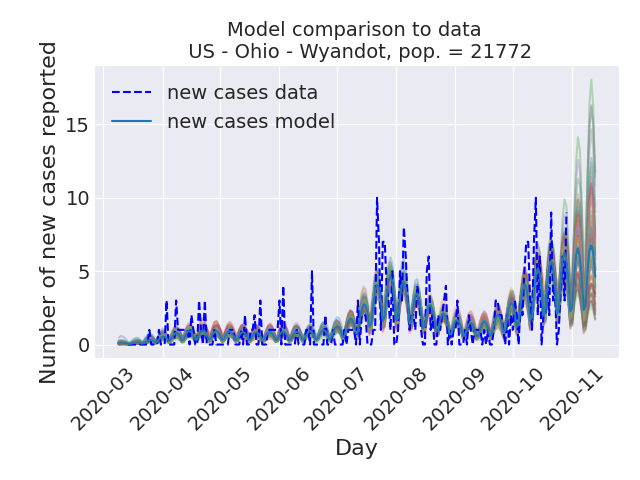 Model comparison to data
US - Ohio - Wyandot, pop. = 21772
new cases data
new cases model
Number of new cases reported
15
10
5
0
2020-03
2020-04
2020-05
2020-06
2020-07
2020-08
2020-09
2020-10
2020-11
Day